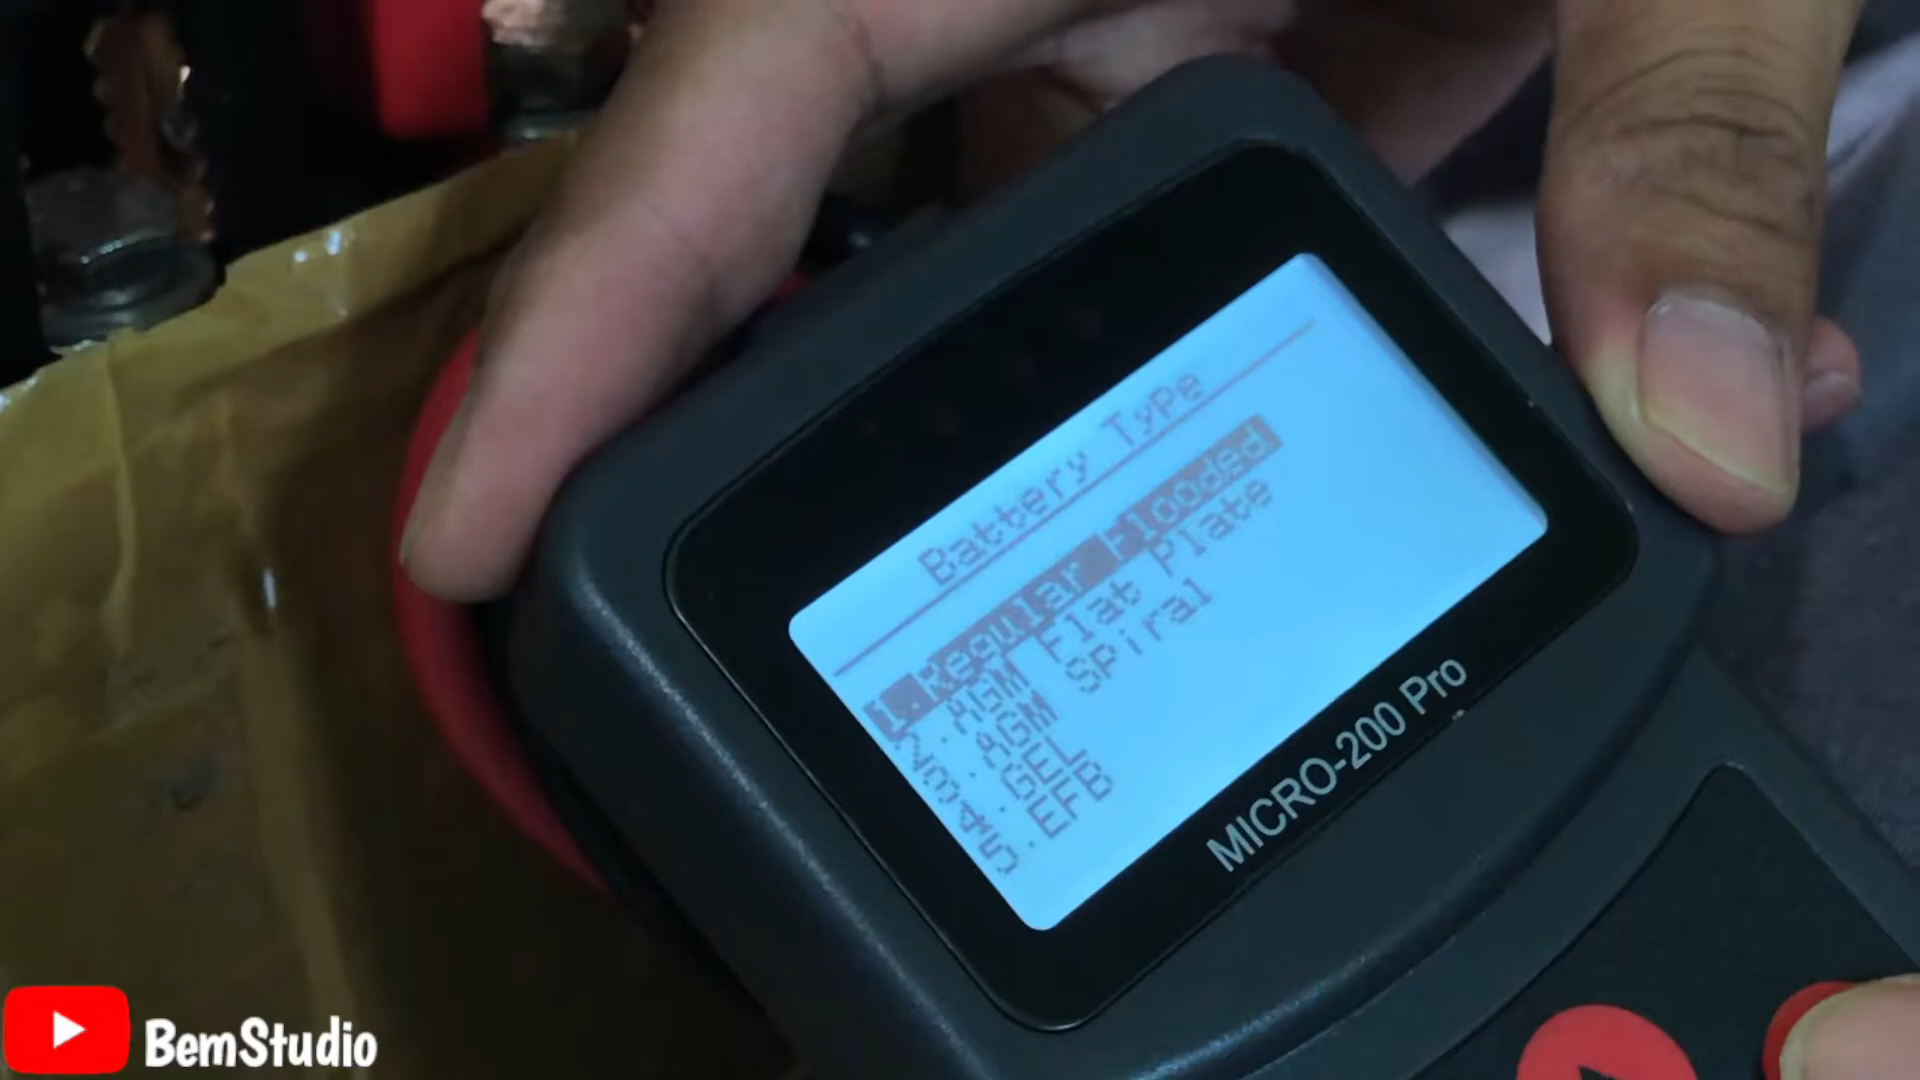 Battery Type
1.Regular Flooded
2.AGM Flat Plate
3.AGM Spiral
4.GEL
5.EFB
MICRO-200 Pro
BemStudio